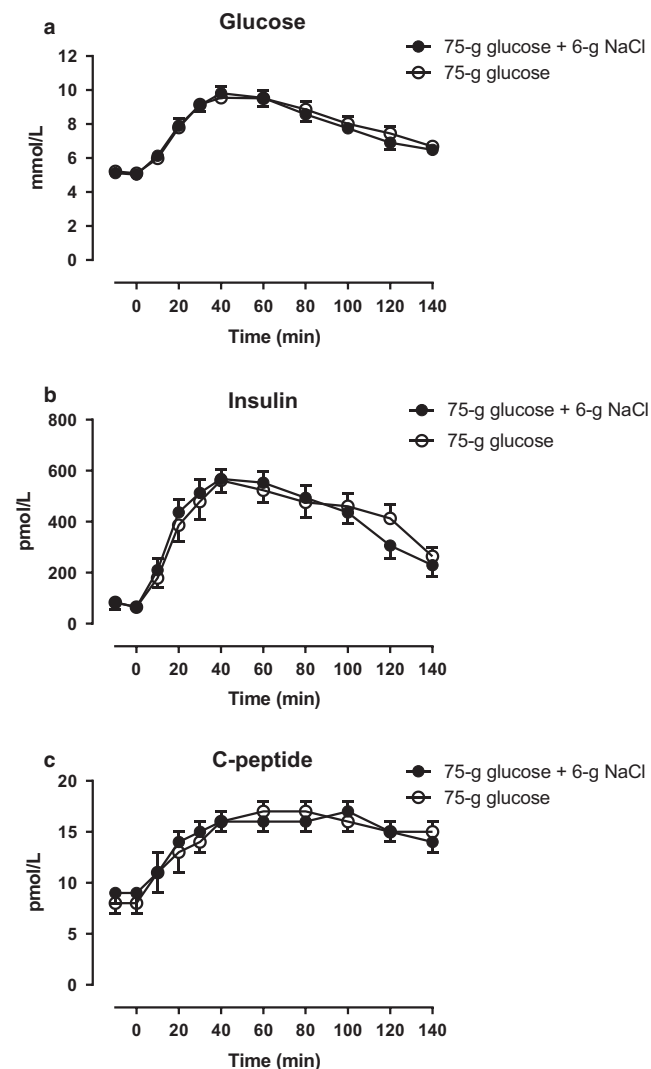 a
Glucose
75-g glucose + 6-g NaCl
75-g glucose
12
10
8
6
4
2
0
mmol/L
0 20 40 60 80 100 120 140
Time (min)
b
Insulin
75-g glucose + 6-g NaCl
75-g glucose
800
600
400
200
0
pmol/L
0 20 40 60 80 100 120 140
Time (min)
c
C-peptide
75-g glucose + 6-g NaCl
75-g glucose
20
15
10
5
0
pmol/L
0 20 40 60 80 100 120 140
Time (min)